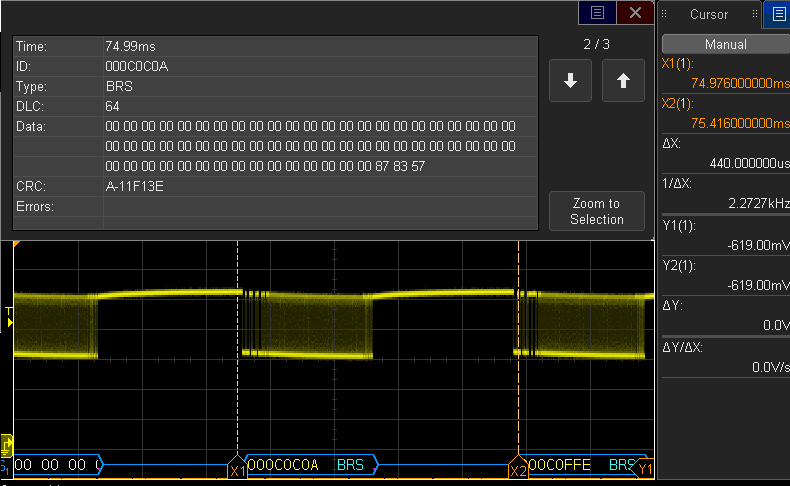 Cursor
2 / 3
Manual
Time: 74.99ms
ID: 000C0C0A
Type: BRS
DLC: 64
Data: 00 00 00 00 00 00 00 00 00 00 00 00 00 00 00 00 00 00 00 00 00 00 00
00 00 00 00 00 00 00 00 00 00 00 00 00 00 00 00 00 00 00 00 00 00 00
00 00 00 00 00 00 00 00 00 00 00 00 00 00 00 87 83 57
CRC: A-11F13E
Errors:
Zoom to
Selection
X1(1):
74.976000000ms
X2(1):
75.416000000ms
ΔX:
440.000000us
1/ΔX:
2.2727kHz
Y1(1):
-619.00mV
Y2(1):
-619.00mV
ΔY:
0.0V
ΔY/ΔX:
0.0V/s
T
00 00 00
X1
000C0C0A BRS
X2
00C0FFE BRS
Y1